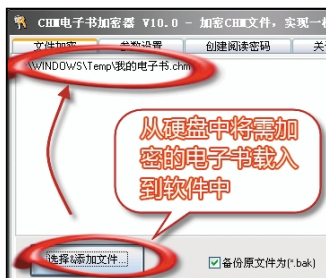 CHM电子书加密器 V10.0 - 加密CHM文件，实现一
文件加密 参数设置 创建阅读密码 关
\WINDOWS\Temp\我的电子书.chm
从硬盘中将需加
密的电子书载入
到软件中
选择&添加文件...
备份原文件为(*.bak)